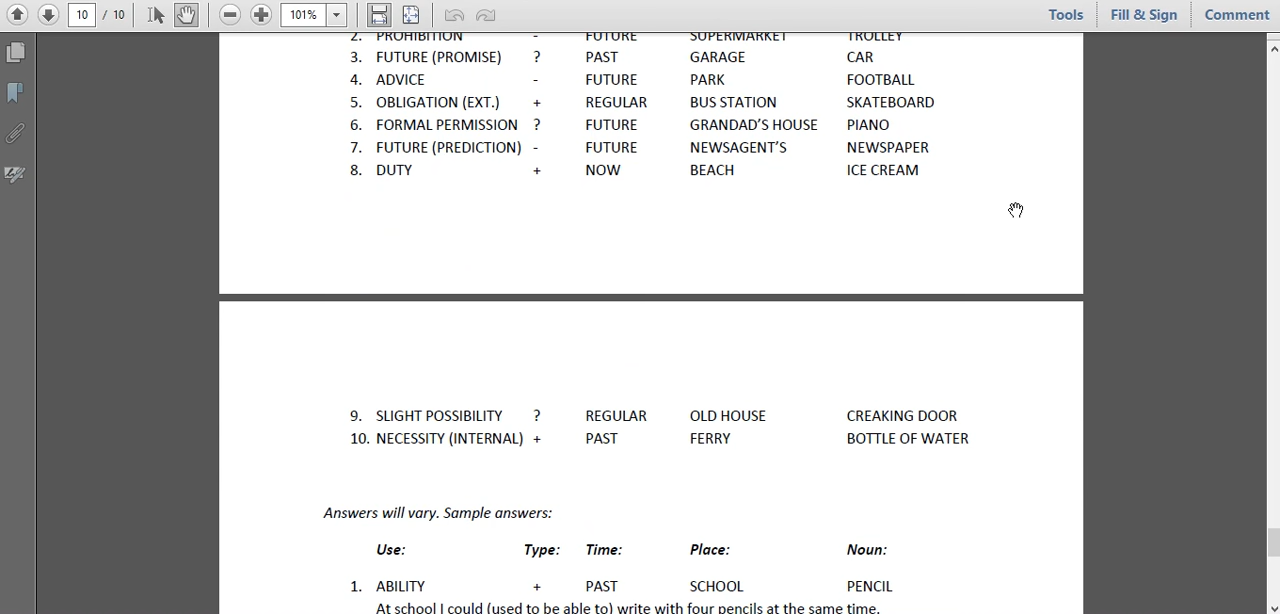 10 / 10 101% Tools Fill & Sign Comment
2. PROHIBITION - FUTURE SUPERMARKET TROLLEY
3. FUTURE (PROMISE) ? PAST GARAGE CAR
4. ADVICE - FUTURE PARK FOOTBALL
5. OBLIGATION (EXT.) + REGULAR BUS STATION SKATEBOARD
6. FORMAL PERMISSION ? FUTURE GRANDAD'S HOUSE PIANO
7. FUTURE (PREDICTION) - FUTURE NEWSAGENT'S NEWSPAPER
8. DUTY + NOW BEACH ICE CREAM
9. SLIGHT POSSIBILITY ? REGULAR OLD HOUSE CREAKING DOOR
10. NECESSITY (INTERNAL) + PAST FERRY BOTTLE OF WATER
Answers will vary. Sample answers:
Use: Type: Time: Place: Noun:
1. ABILITY + PAST SCHOOL PENCIL
At school I could (used to be able to) write with four pencils at the same time.